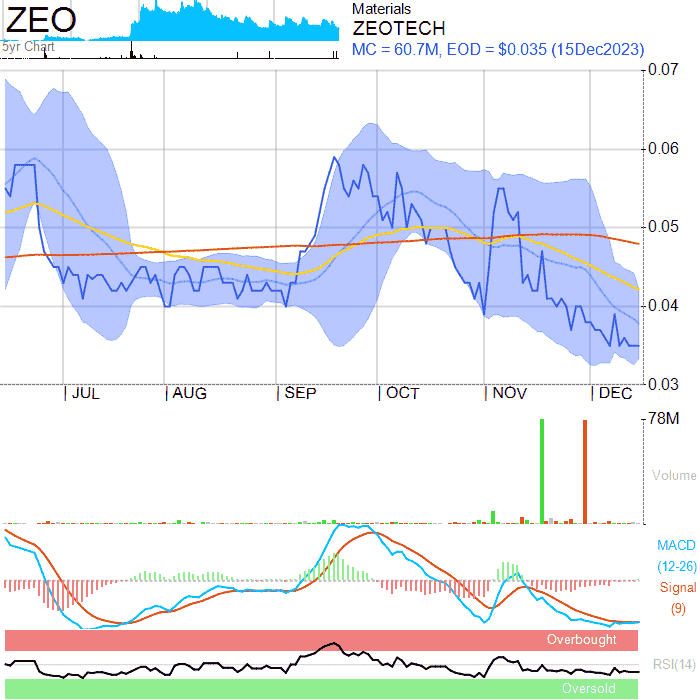 ZEO
5yr Chart
Materials
ZEOTECH
MC = 60.7M, EOD = $0.035 (15Dec2023)
0.07
0.06
0.05
0.04
0.03
JUL AUG SEP OCT NOV DEC
78M
Volume
MACD
(12-26)
Signal
(9)
Overbought
RSI(14)
Oversold